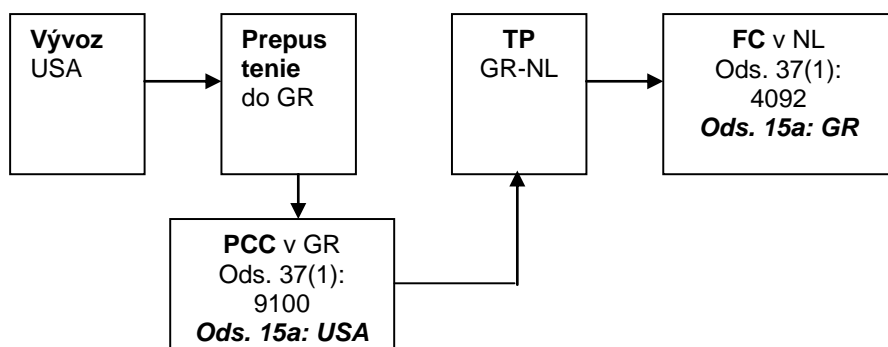 Vývoz
USA
Prepus
tenie
do GR
PCC v GR
Ods. 37(1):
9100
Ods. 15a: USA
TP
GR-NL
FC v NL
Ods. 37(1):
4092
Ods. 15a: GR